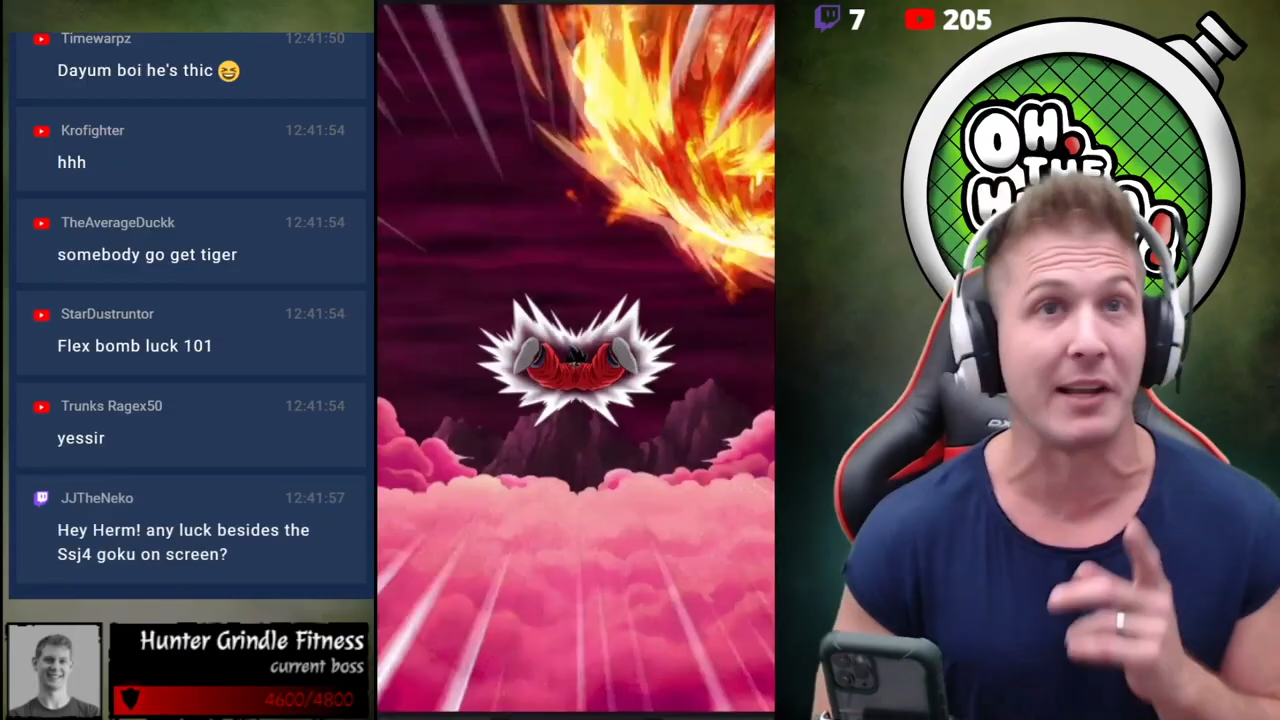 Timewarpz 12:41:50
Dayum boi he's thic 😆
Krofighter 12:41:54
hhh
TheAverageDuckk 12:41:54
somebody go get tiger
StarDustruntor 12:41:54
Flex bomb luck 101
Trunks Ragex50 12:41:54
yessir
JJTheNeko 12:41:57
Hey Herm! any luck besides the
Ssj4 goku on screen?
Hunter Grindle Fitness
current boss
4600/4800
7 205
OH,
THE